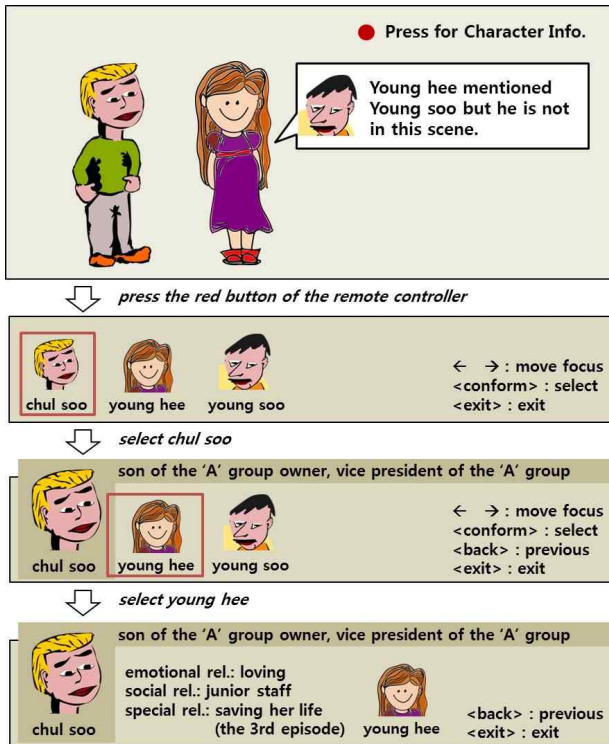 Press for Character Info.
Young hee mentioned
Young soo but he is not
in this scene.
press the red button of the remote controller
chul soo
young hee
young soo
← → : move focus
<conform> : select
<exit> : exit
select chul soo
son of the ‘A’ group owner, vice president of the ‘A’ group
chul soo
young hee
young soo
← → : move focus
<conform> : select
<back> : previous
<exit> : exit
select young hee
son of the ‘A’ group owner, vice president of the ‘A’ group
chul soo
emotional rel.: loving
social rel.: junior staff
special rel.: saving her life
(the 3rd episode)
young hee
<back> : previous
<exit> : exit